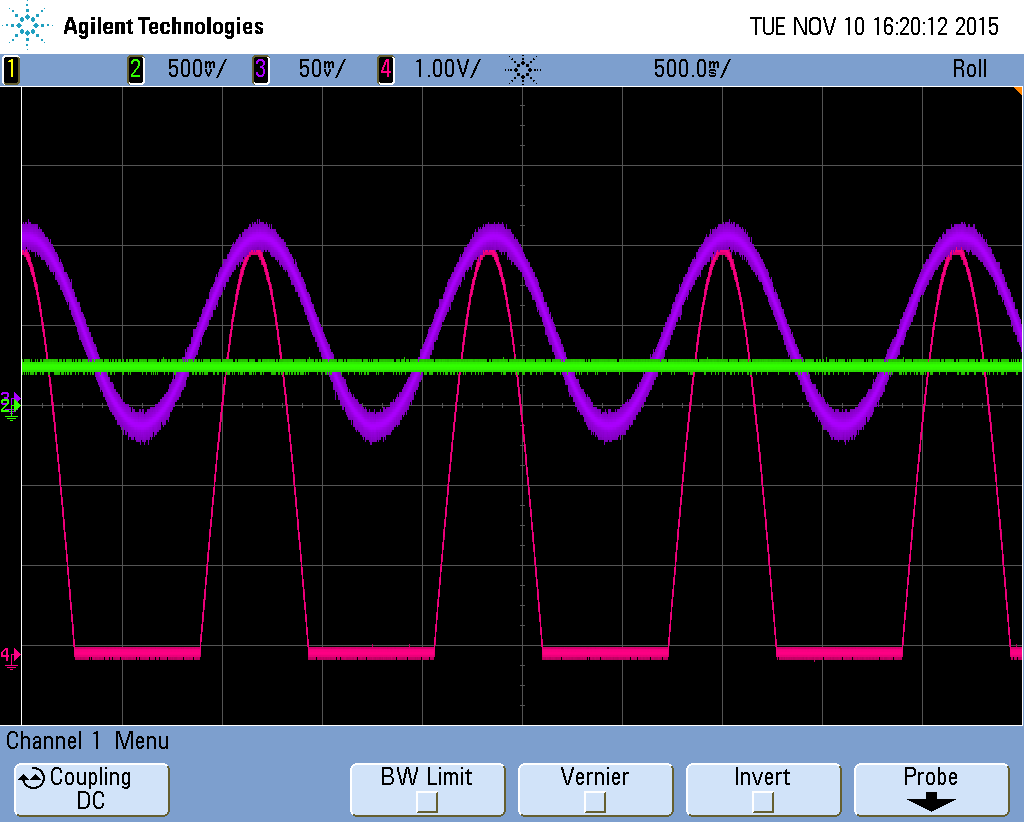 Agilent Technologies TUE NOV 10 16:20:12 2015
1 2 500mV/ 3 50mV/ 4 1.00V/ 500.0ms/ Roll
3
2
4
Channel 1 Menu
Coupling BW Limit Vernier Invert Probe
DC